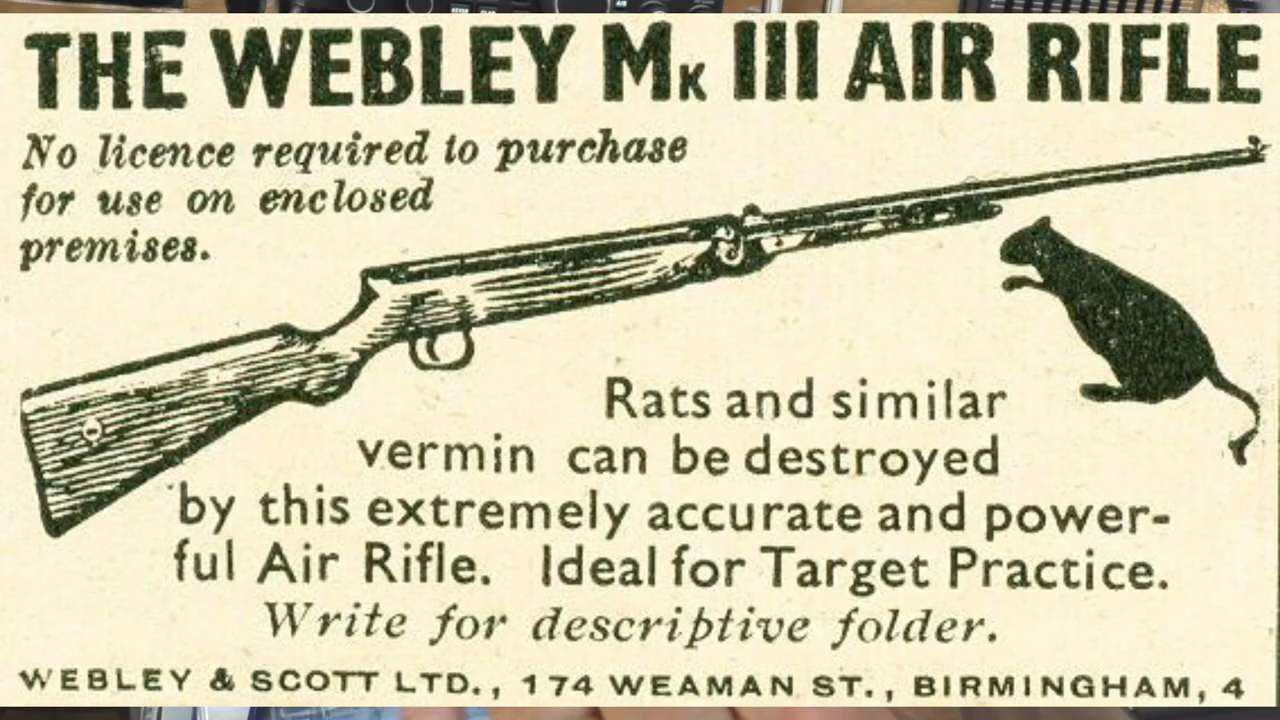 THE WEBLEY MK III AIR RIFLE
No licence required to purchase
for use on enclosed
premises.
Rats and similar
vermin can be destroyed
by this extremely accurate and power-
ful Air Rifle. Ideal for Target Practice.
Write for descriptive folder.
WEBLEY & SCOTT LTD., 174 WEAMAN ST., BIRMINGHAM, 4